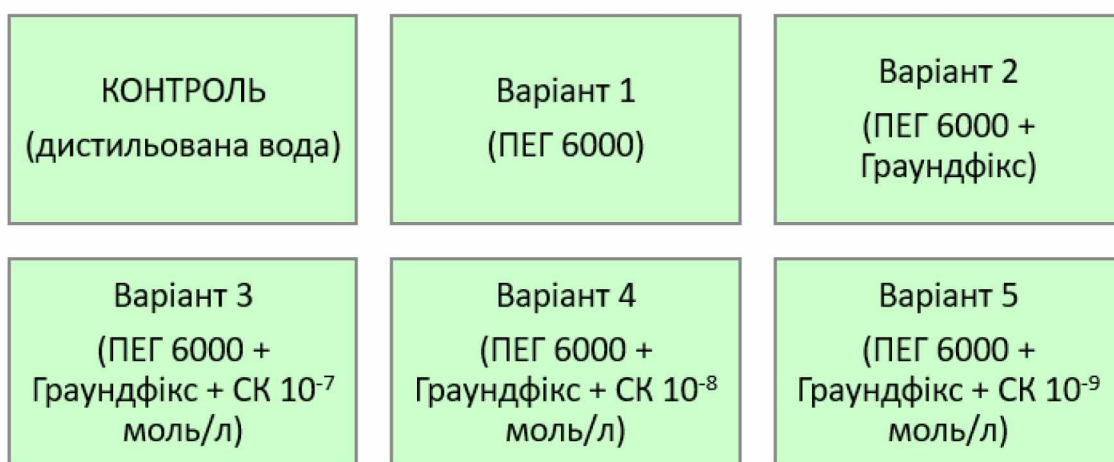 КОНТРОЛЬ
(дистильована вода)
Варіант 1
(ПЕГ 6000)
Варіант 2
(ПЕГ 6000 +
Граундфікс)
Варіант 3
(ПЕГ 6000 +
Граундфікс + СК 10⁻⁷
моль/л)
Варіант 4
(ПЕГ 6000 +
Граундфікс + СК 10⁻⁸
моль/л)
Варіант 5
(ПЕГ 6000 +
Граундфікс + СК 10⁻⁹
моль/л)